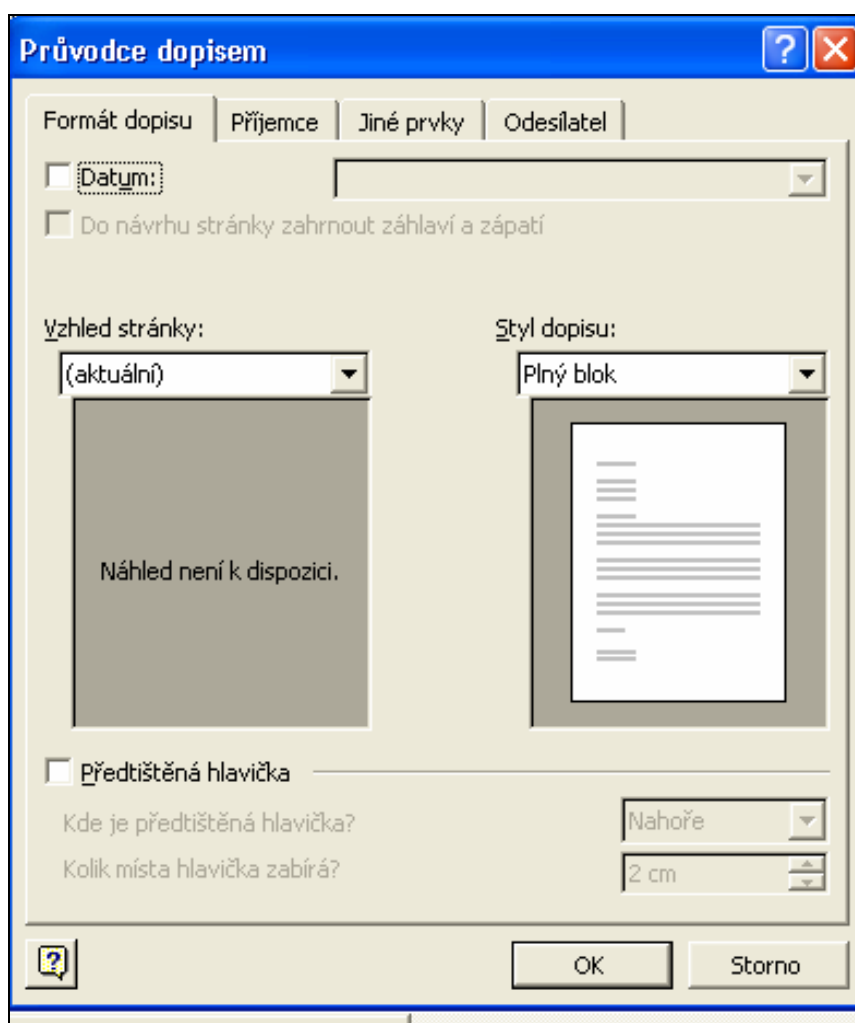 Průvodce dopisem
Formát dopisu Příjemce Jiné prvky Odesílatel
Datum:
Do návrhu stránky zahrnout záhlaví a zápatí
Vzhled stránky: Styl dopisu:
(aktuální) Plný blok
Náhled není k dispozici.
Předtištěná hlavička
Kde je předtištěná hlavička? Nahoře
Kolik místa hlavička zabírá? 2 cm
OK Storno